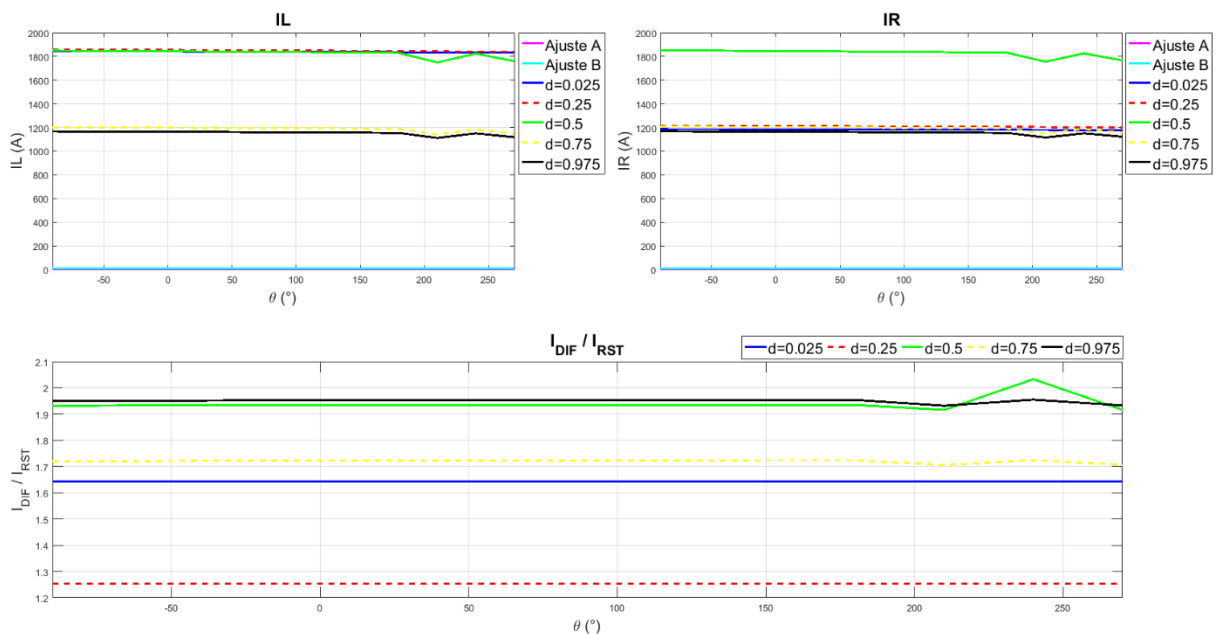 IL
2000
1800
1600
1400
1200
1000
800
600
400
200
0
IL (A)
-50 0 50 100 150 200 250
θ (°)
Ajuste A
Ajuste B
d=0.025
d=0.25
d=0.5
d=0.75
d=0.975
IR
2000
1800
1600
1400
1200
1000
800
600
400
200
0
IR (A)
-50 0 50 100 150 200 250
θ (°)
Ajuste A
Ajuste B
d=0.025
d=0.25
d=0.5
d=0.75
d=0.975
I_DIF / I_RST
d=0.025 d=0.25 d=0.5 d=0.75 d=0.975
2.1
2
1.9
1.8
1.7
1.6
1.5
1.4
1.3
1.2
I_DIF / I_RST
-50 0 50 100 150 200 250
θ (°)